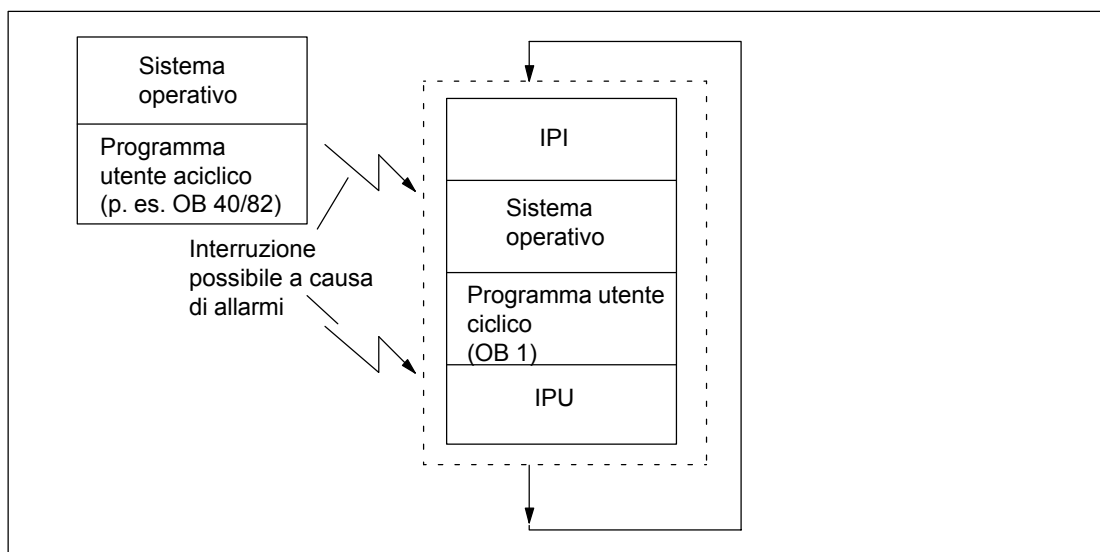 Sistema
operativo
Programma
utente aciclico
(p. es. OB 40/82)
Interruzione
possibile a causa
di allarmi
IPI
Sistema
operativo
Programma utente
ciclico
(OB 1)
IPU